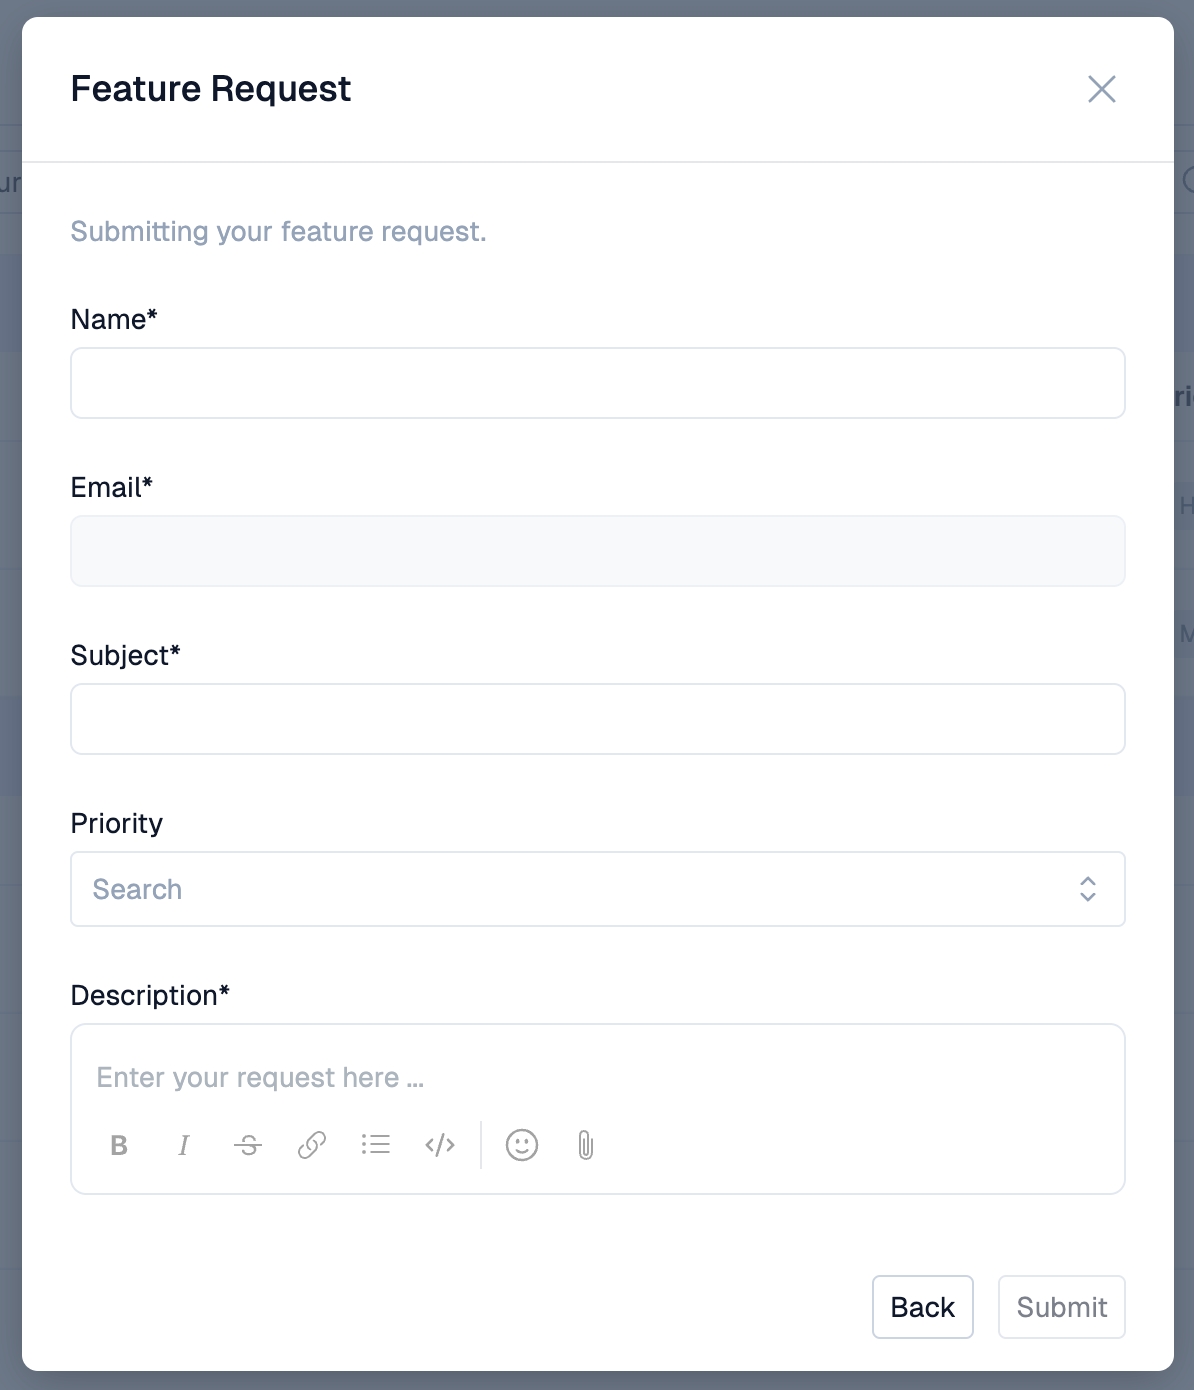 Feature Request
Submitting your feature request.
Name*
Email*
Subject*
Priority
Search
Description*
Enter your request here ...
B I S </>
Back Submit